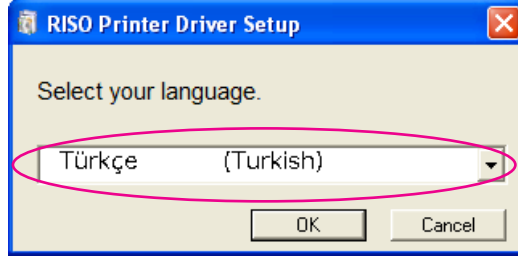 RISO Printer Driver Setup
Select your language.
Türkçe (Turkish)
OK Cancel